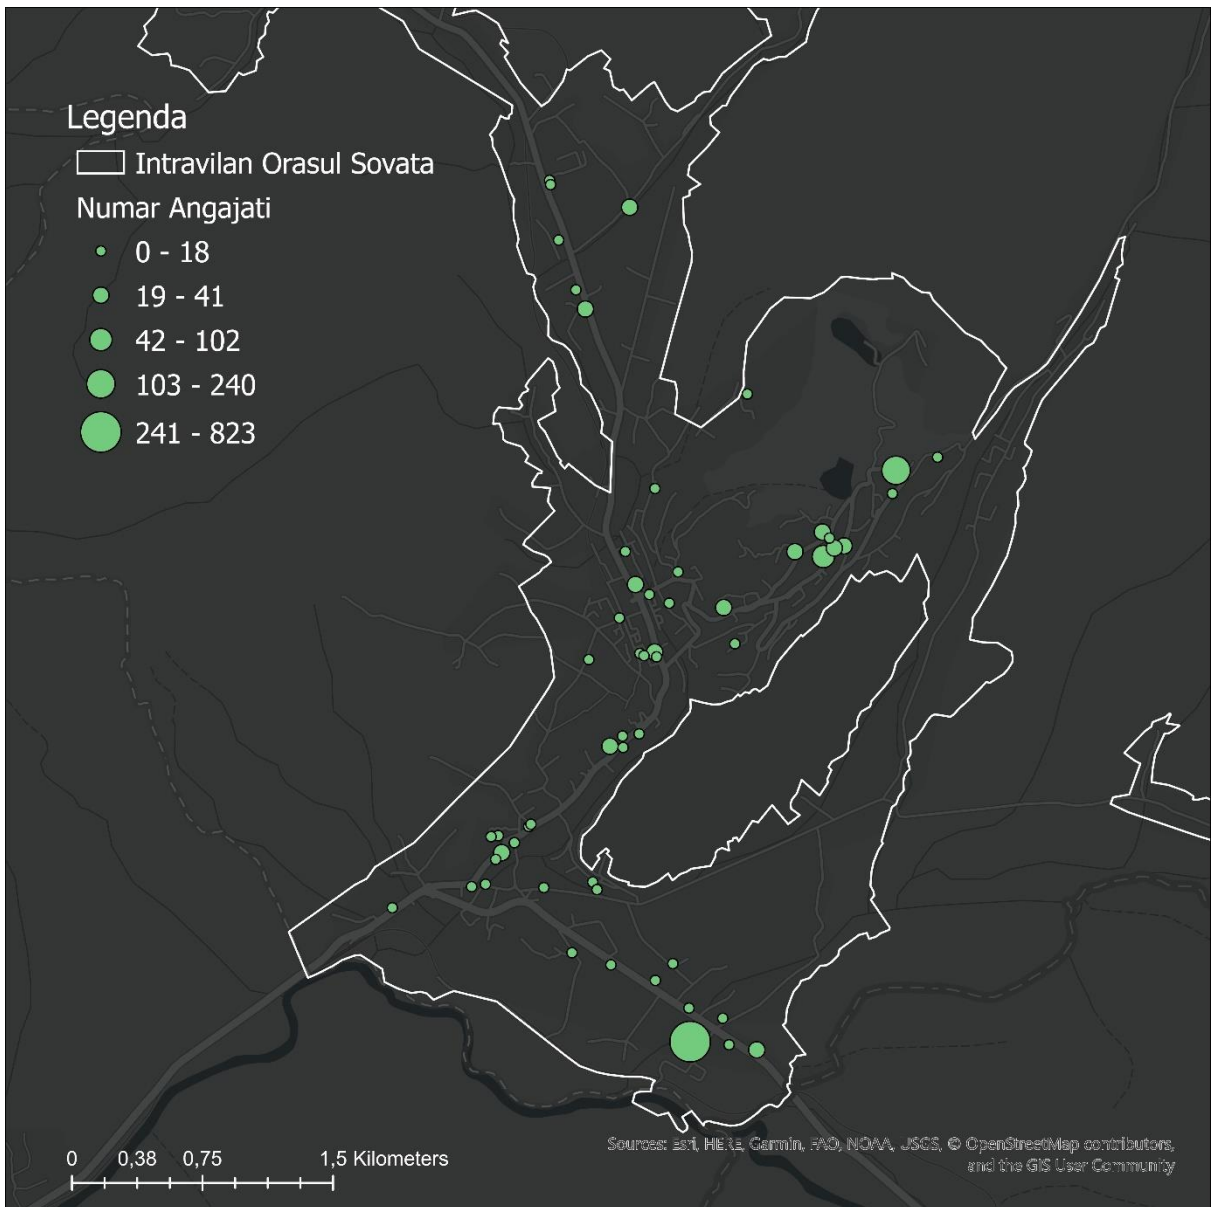 Legenda
Intravilan Orasul Sovata
Numar Angajati
0 - 18
19 - 41
42 - 102
103 - 240
241 - 823
0 0,38 0,75 1,5 Kilometers
Sources: Esri, HERE, Garmin, FAO, NOAA, USGS, © OpenStreetMap contributors,
and the GIS User Community